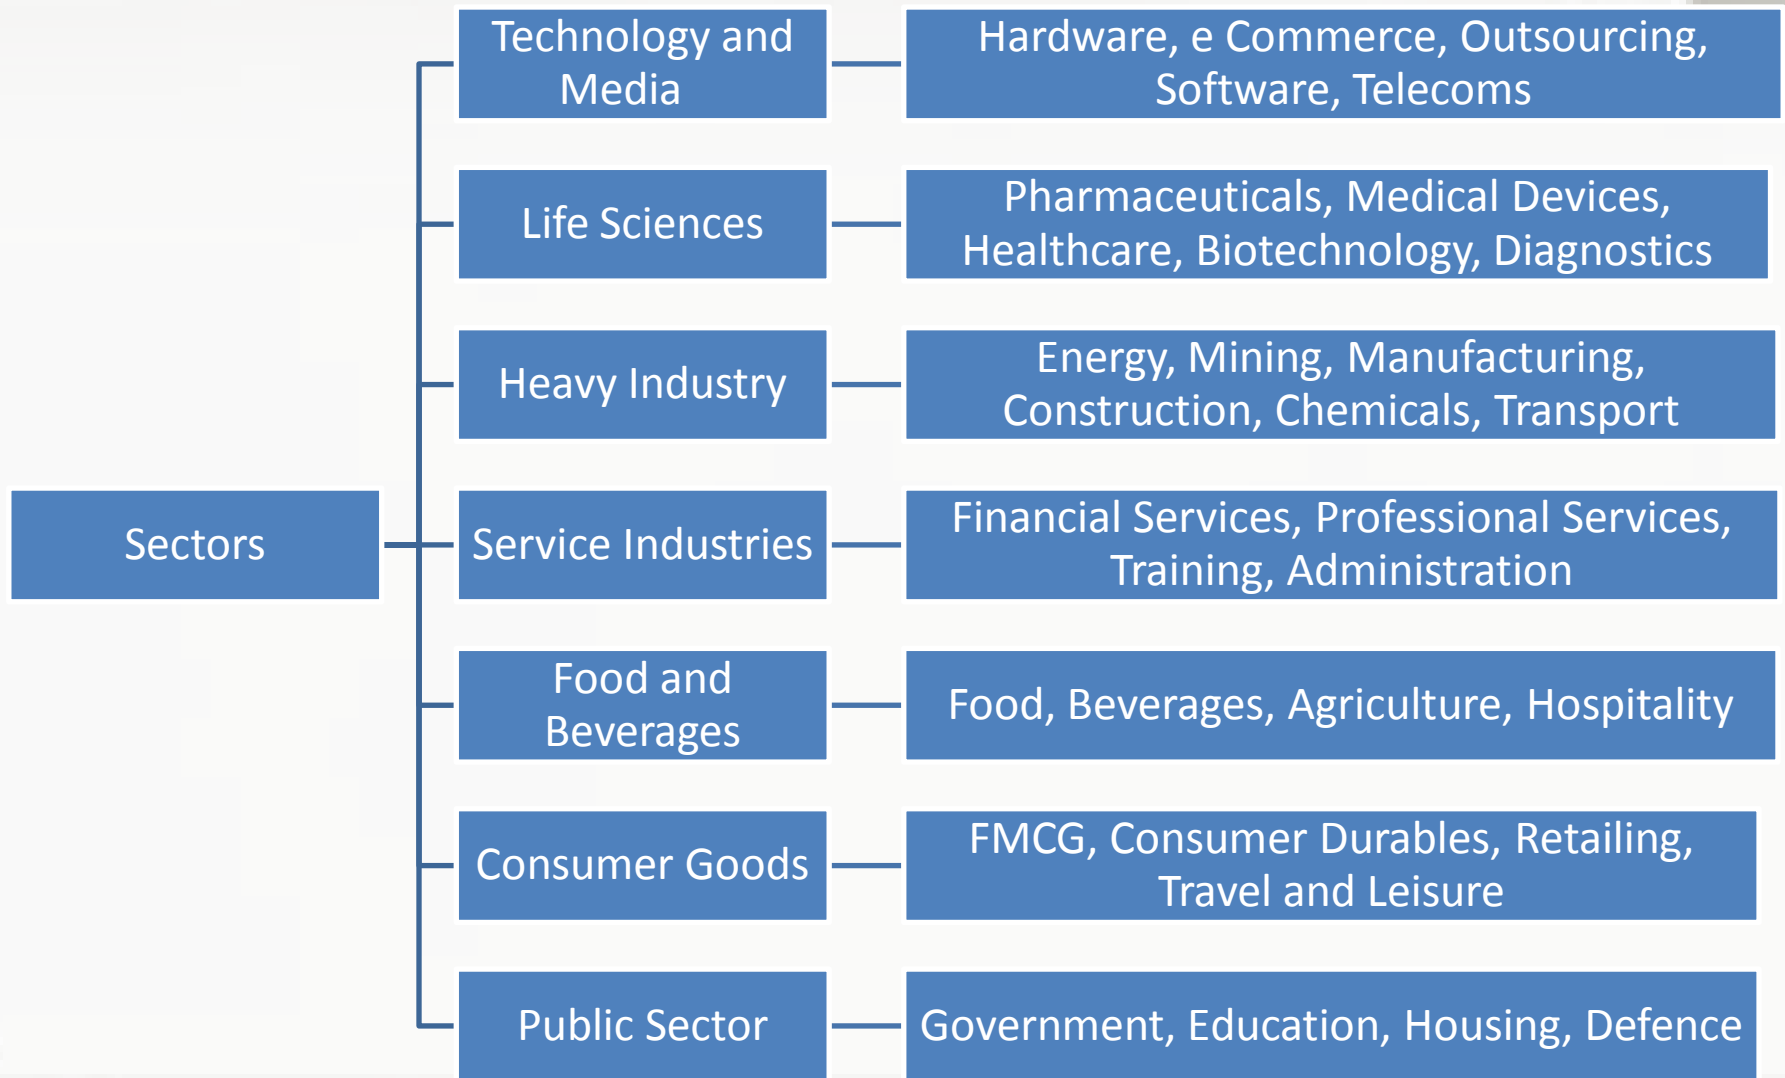 Sectors
Technology and
Media
Hardware, e Commerce, Outsourcing,
Software, Telecoms
Life Sciences
Pharmaceuticals, Medical Devices,
Healthcare, Biotechnology, Diagnostics
Heavy Industry
Energy, Mining, Manufacturing,
Construction, Chemicals, Transport
Service Industries
Financial Services, Professional Services,
Training, Administration
Food and
Beverages
Food, Beverages, Agriculture, Hospitality
Consumer Goods
FMCG, Consumer Durables, Retailing,
Travel and Leisure
Public Sector
Government, Education, Housing, Defence